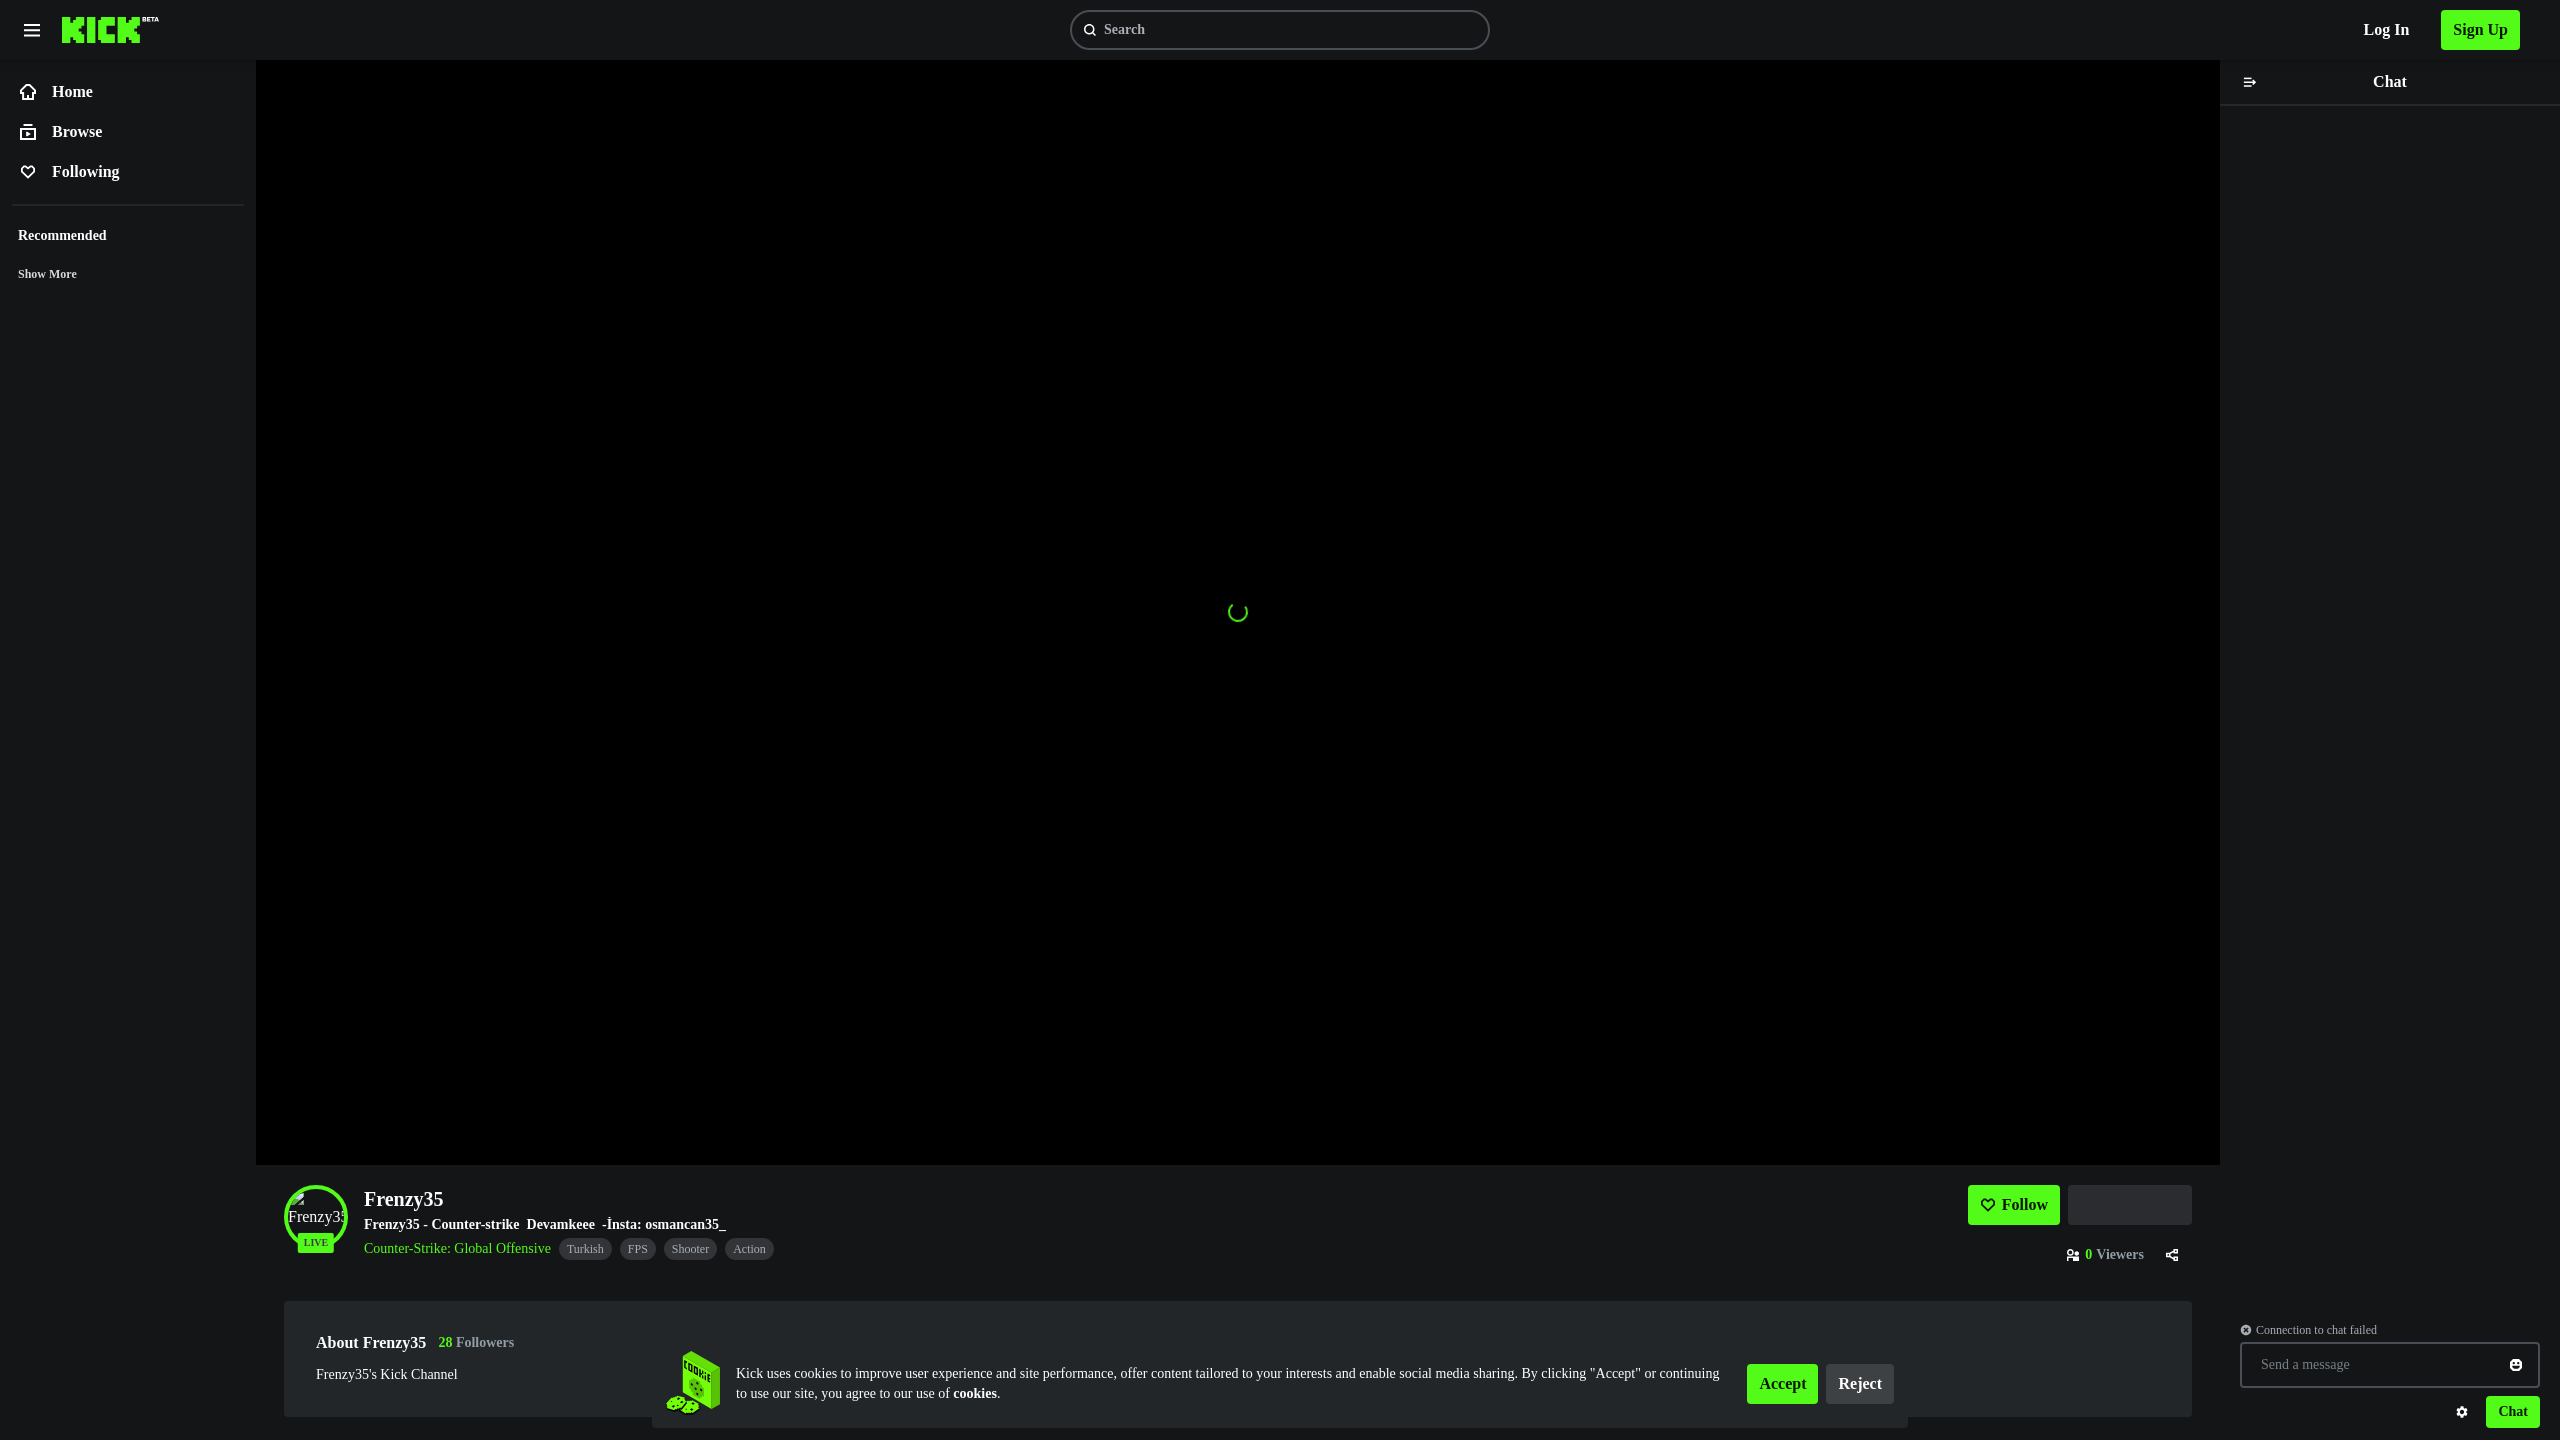 KICK BETA
Search
Log In
Sign Up
Home
Browse
Following
Recommended
Show More
Chat
Frenzy35
LIVE
Frenzy35
Frenzy35 - Counter-strike  Devamkeee  -İnsta: osmancan35_
Counter-Strike: Global Offensive
Turkish
FPS
Shooter
Action
Follow
0 Viewers
About Frenzy35
28 Followers
Frenzy35's Kick Channel
COOKIE
Kick uses cookies to improve user experience and site performance, offer content tailored to your interests and enable social media sharing. By clicking "Accept" or continuing
to use our site, you agree to our use of cookies.
Accept
Reject
Connection to chat failed
Send a message
Chat